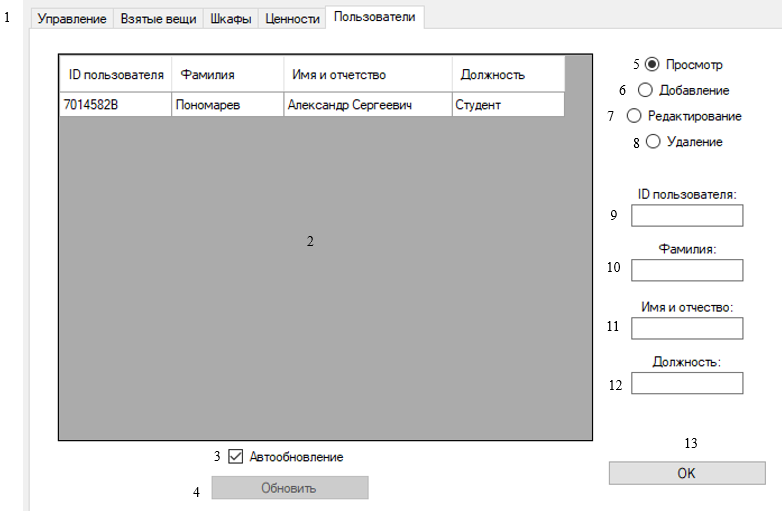 1 Управление Взятые вещи Шкафы Ценности Пользователи
ID пользователя Фамилия Имя и отчетство Должность
7014582B Пономарев Александр Сергеевич Студент
2
3 Автообновление
4 Обновить
5 Просмотр
6 Добавление
7 Редактирование
8 Удаление
ID пользователя:
9
Фамилия:
10
Имя и отчество:
11
Должность:
12
13
OK